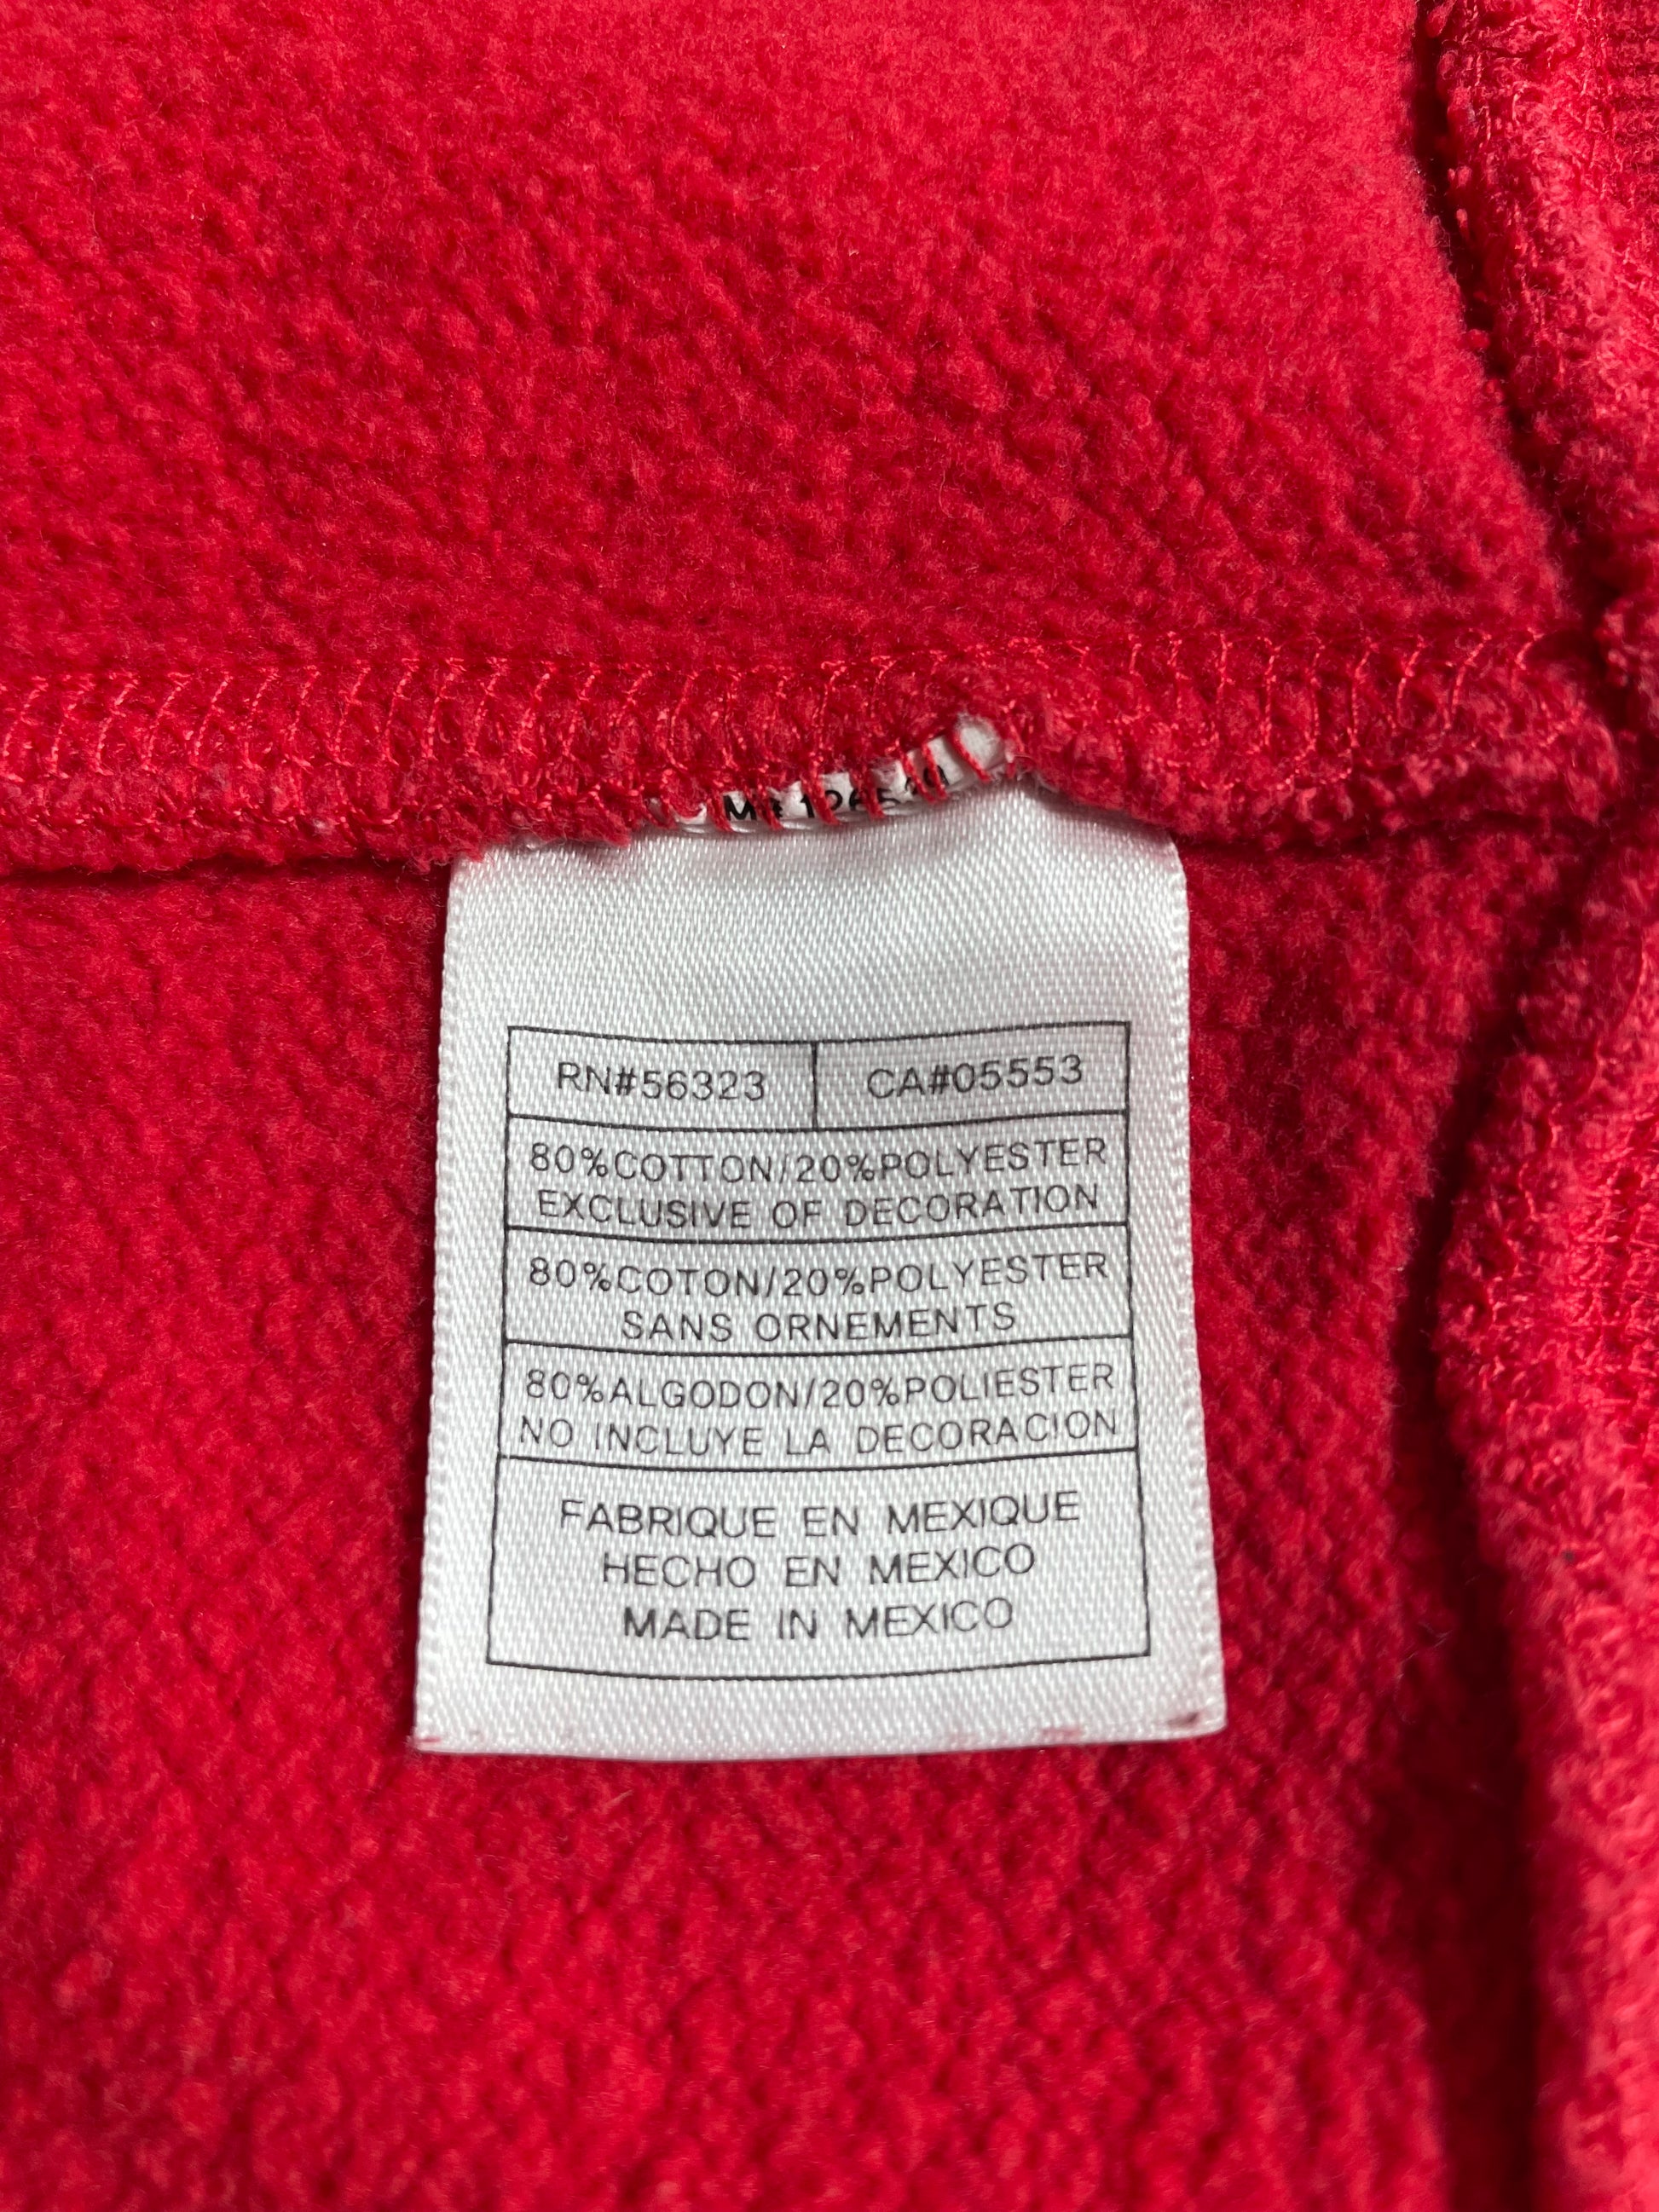 RN#56323 CA#05553
80%COTTON/20%POLYESTER
EXCLUSIVE OF DECORATION
80%COTON/20%POLYESTER
SANS ORNEMENTS
80%ALGODON/20%POLIESTER
NO INCLUYE LA DECORACION
FABRIQUE EN MEXIQUE
HECHO EN MEXICO
MADE IN MEXICO